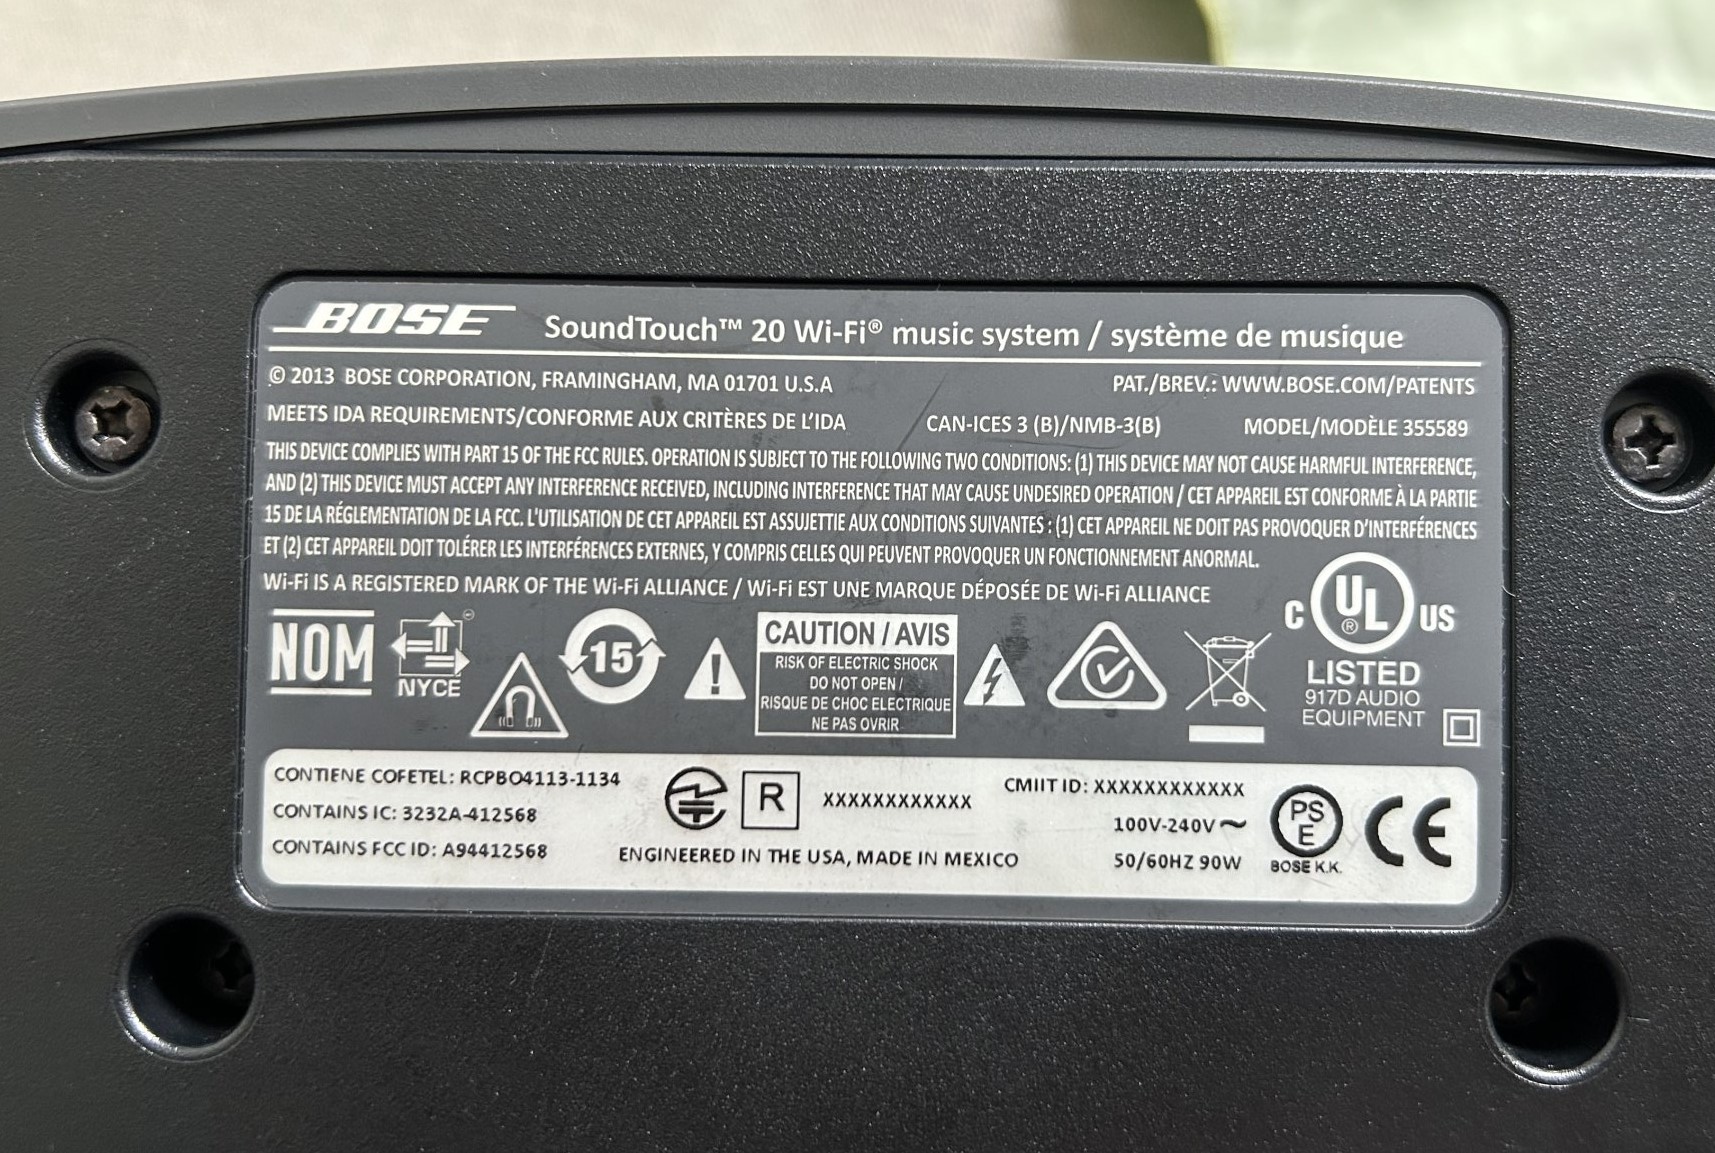 BOSE SoundTouch™ 20 Wi-Fi® music system / système de musique
© 2013 BOSE CORPORATION, FRAMINGHAM, MA 01701 U.S.A PAT./BREV.: WWW.BOSE.COM/PATENTS
MEETS IDA REQUIREMENTS/CONFORME AUX CRITÈRES DE L'IDA CAN-ICES 3 (B)/NMB-3(B) MODEL/MODÈLE 355589
THIS DEVICE COMPLIES WITH PART 15 OF THE FCC RULES. OPERATION IS SUBJECT TO THE FOLLOWING TWO CONDITIONS: (1) THIS DEVICE MAY NOT CAUSE HARMFUL INTERFERENCE,
AND (2) THIS DEVICE MUST ACCEPT ANY INTERFERENCE RECEIVED, INCLUDING INTERFERENCE THAT MAY CAUSE UNDESIRED OPERATION / CET APPAREIL EST CONFORME À LA PARTIE
15 DE LA RÉGLEMENTATION DE LA FCC. L'UTILISATION DE CET APPAREIL EST ASSUJETTIE AUX CONDITIONS SUIVANTES : (1) CET APPAREIL NE DOIT PAS PROVOQUER D'INTERFÉRENCES
ET (2) CET APPAREIL DOIT TOLÉRER LES INTERFÉRENCES EXTERNES, Y COMPRIS CELLES QUI PEUVENT PROVOQUER UN FONCTIONNEMENT ANORMAL.
Wi-Fi IS A REGISTERED MARK OF THE Wi-Fi ALLIANCE / Wi-Fi EST UNE MARQUE DÉPOSÉE DE Wi-Fi ALLIANCE
NOM
NYCE
15
CAUTION / AVIS
RISK OF ELECTRIC SHOCK
DO NOT OPEN /
RISQUE DE CHOC ELECTRIQUE
NE PAS OVRIR
C UL® US
LISTED
917D AUDIO
EQUIPMENT
CONTIENE COFETEL: RCPBO4113-1134
CONTAINS IC: 3232A-412568
CONTAINS FCC ID: A94412568
R XXXXXXXXXXXX
ENGINEERED IN THE USA, MADE IN MEXICO
CMIIT ID: XXXXXXXXXXXX
100V-240V~
50/60HZ 90W
PS
E
BOSE K.K.
CE